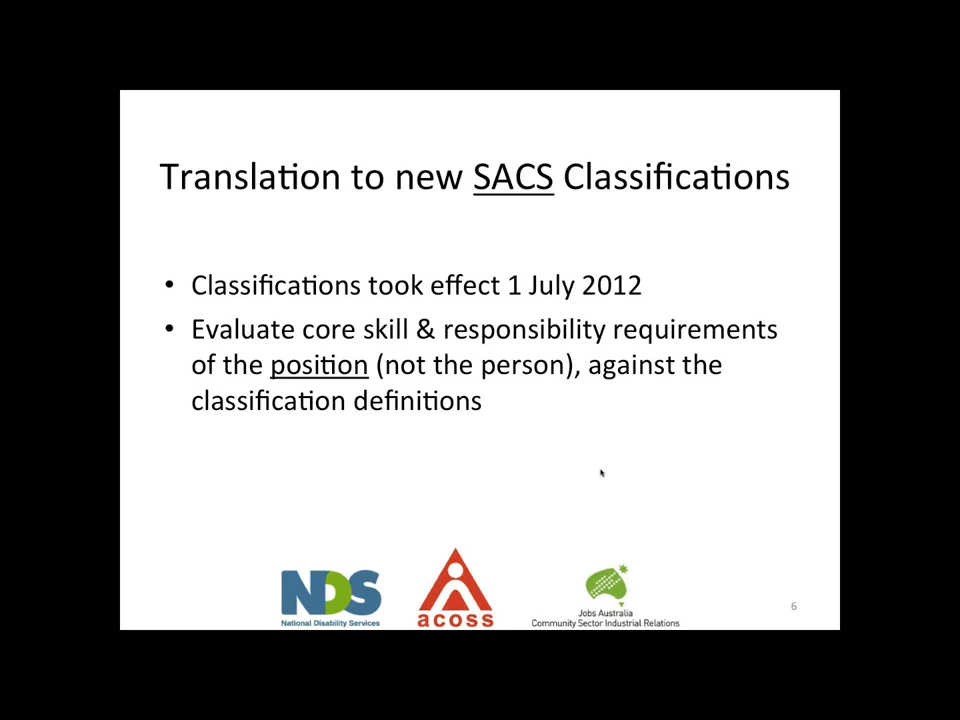 Translation to new SACS Classifications
• Classifications took effect 1 July 2012
• Evaluate core skill & responsibility requirements
of the position (not the person), against the
classification definitions
NDS
National Disability Services
acoss
Jobs Australia
Community Sector Industrial Relations
6